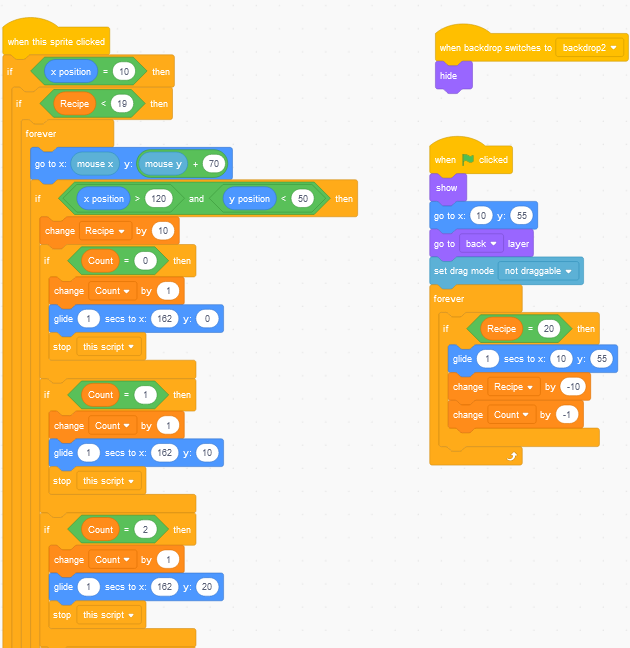 when this sprite clicked
if x position = 10 then
if Recipe < 19 then
forever
go to x: mouse x y: mouse y + 70
if x position > 120 and y position < 50 then
change Recipe by 10
if Count = 0 then
change Count by 1
glide 1 secs to x: 162 y: 0
stop this script
if Count = 1 then
change Count by 1
glide 1 secs to x: 162 y: 10
stop this script
if Count = 2 then
change Count by 1
glide 1 secs to x: 162 y: 20
stop this script
when backdrop switches to backdrop2
hide
when clicked
show
go to x: 10 y: 55
go to back layer
set drag mode not draggable
forever
if Recipe = 20 then
glide 1 secs to x: 10 y: 55
change Recipe by -10
change Count by -1